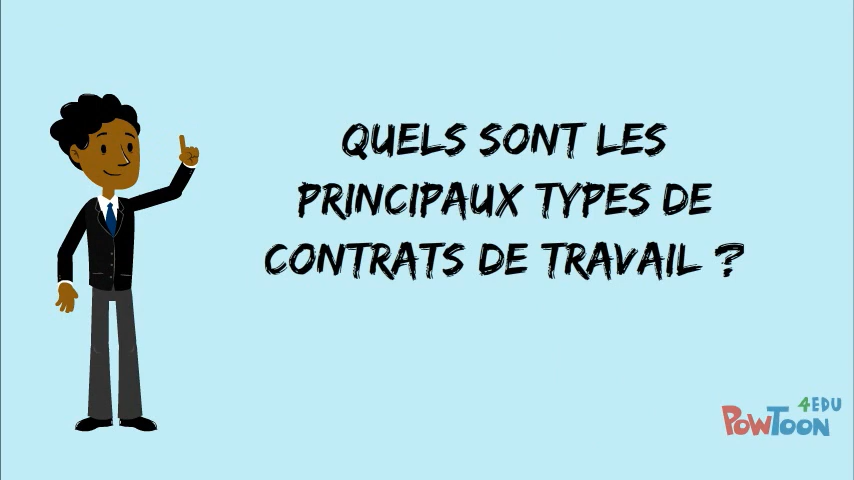 QUELS SONT LES
PRINCIPAUX TYPES DE
CONTRATS DE TRAVAIL ?
4EDU
POWTOON